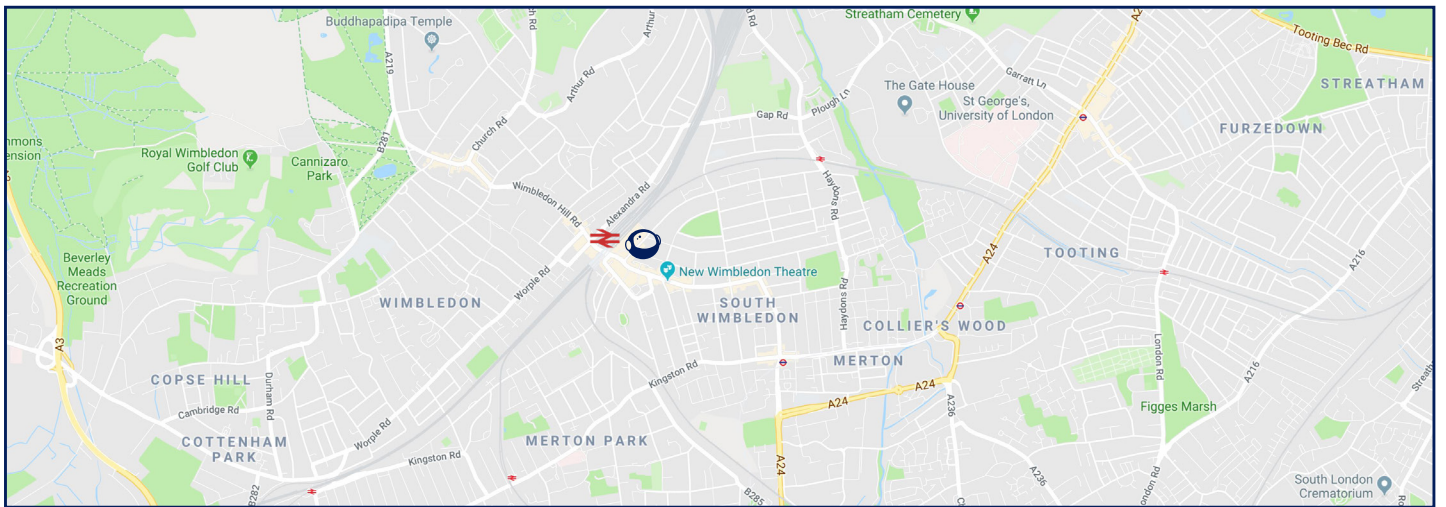 Buddhapadipa Temple
Streatham Cemetery
Tooting Bec Rd
A219
Arthur Rd
Garratt Ln
STREATHAM
The Gate House
St George's,
University of London
Plough Ln
Gap Rd
FURZEDOWN
Church Rd
B281
Royal Wimbledon
Golf Club
Cannizaro
Park
Wimbledon Hill Rd
Alexandra Rd
Haydons Rd
A24
TOOTING
A216
Beverley
Meads
Recreation
Ground
New Wimbledon Theatre
Worple Rd
WIMBLEDON
SOUTH
WIMBLEDON
Haydons Rd
COLLIER'S WOOD
A3
MERTON
London Rd
COPSE HILL
Durham Rd
Kingston Rd
A24
A216
Cambridge Rd
A24
A236
Figges Marsh
COTTENHAM
PARK
Worple Rd
MERTON PARK
Kingston Rd
A24
A236
B282
B285
South London
Crematorium